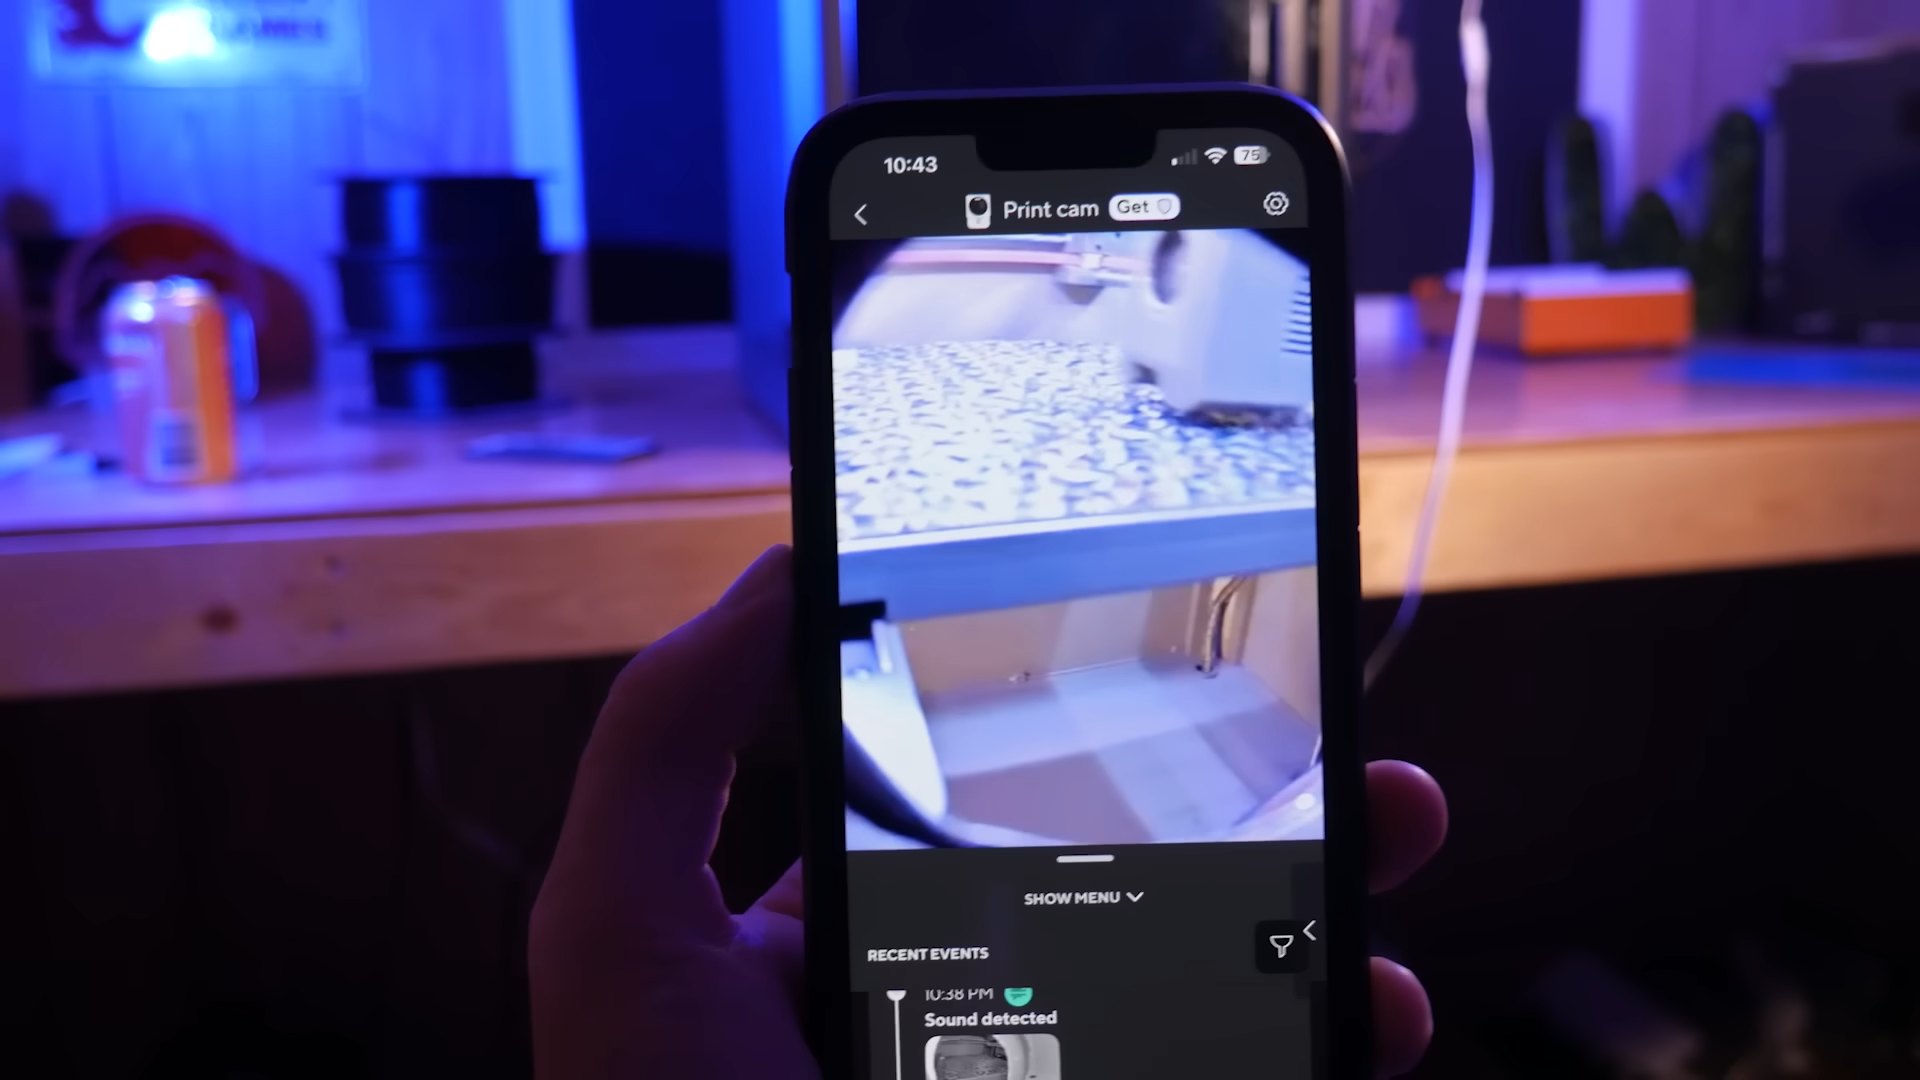 10:43
75
Print cam Get
SHOW MENU
RECENT EVENTS
10:38 PM
Sound detected